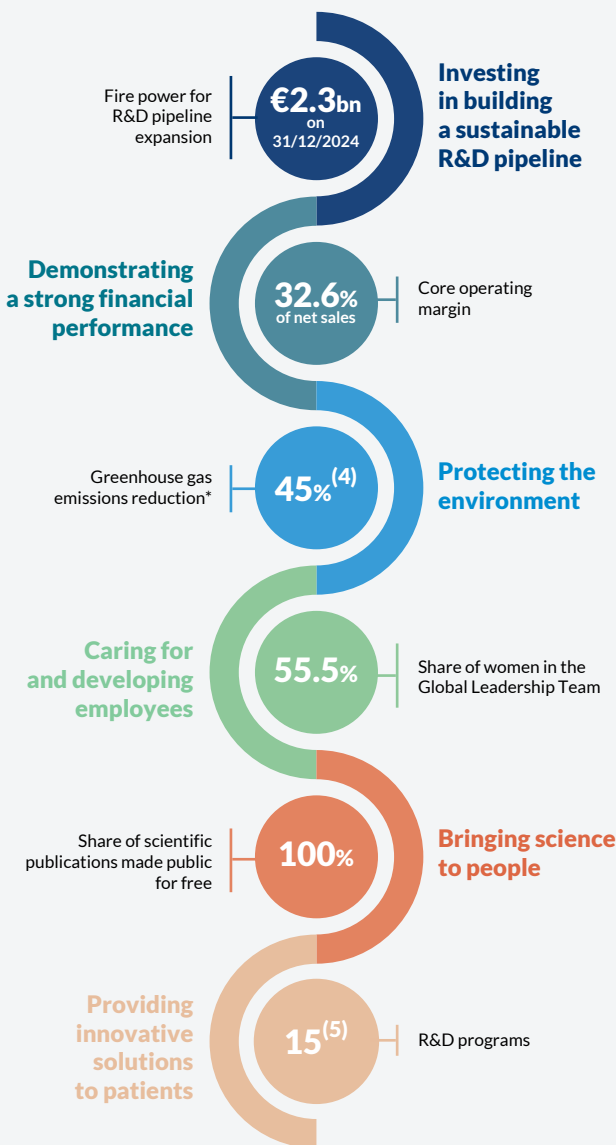 Fire power for
R&D pipeline
expansion
€2.3bn
on
31/12/2024
Investing
in building
a sustainable
R&D pipeline
Demonstrating
a strong financial
performance
32.6%
of net sales
Core operating
margin
Greenhouse gas
emissions reduction*
45%(4)
Protecting the
environment
Caring for
and developing
employees
55.5%
Share of women in the
Global Leadership Team
Share of scientific
publications made public
for free
100%
Bringing science
to people
Providing
innovative
solutions
to patients
15(5)
R&D programs